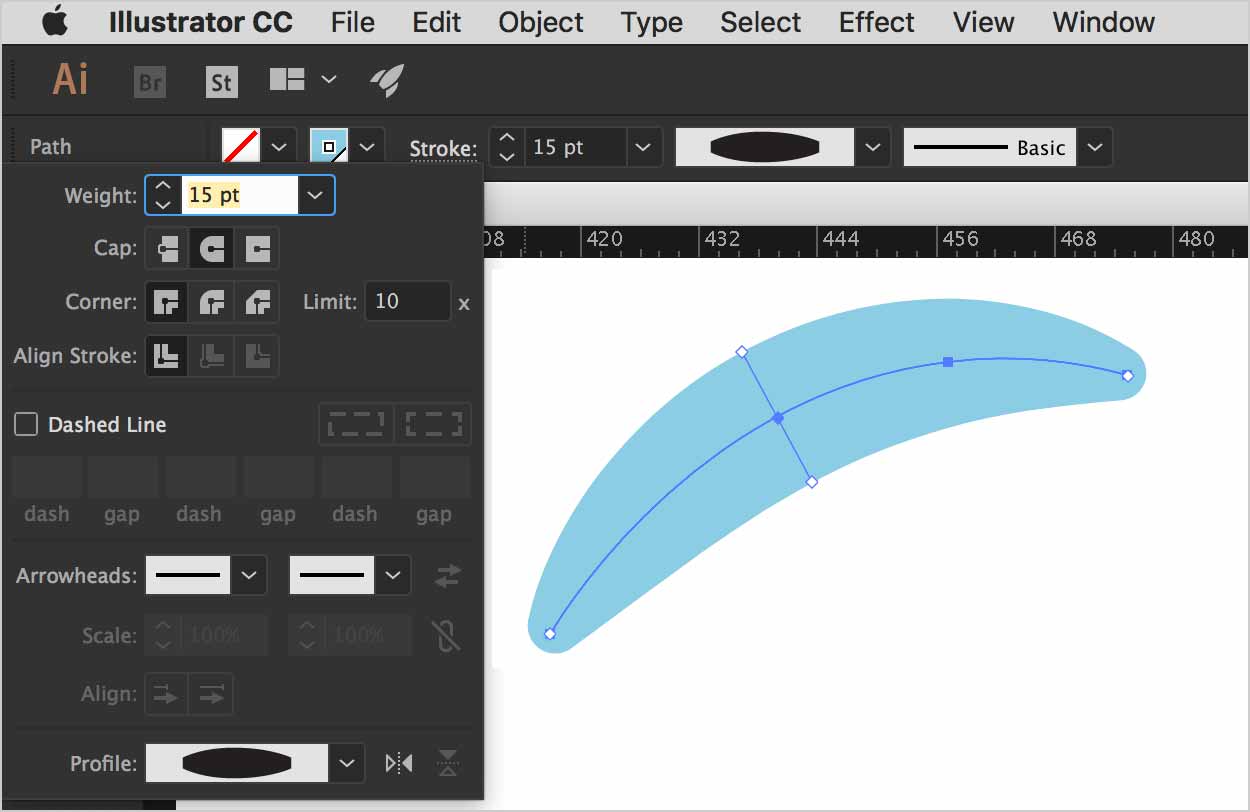 Illustrator CC File Edit Object Type Select Effect View Window
Ai Br St
Path Stroke: 15 pt Basic
Weight: 15 pt
08 420 432 444 456 468 480
Cap:
Corner: Limit: 10 x
Align Stroke:
Dashed Line
dash gap dash gap dash gap
Arrowheads:
Scale: 100% 100%
Align:
Profile: